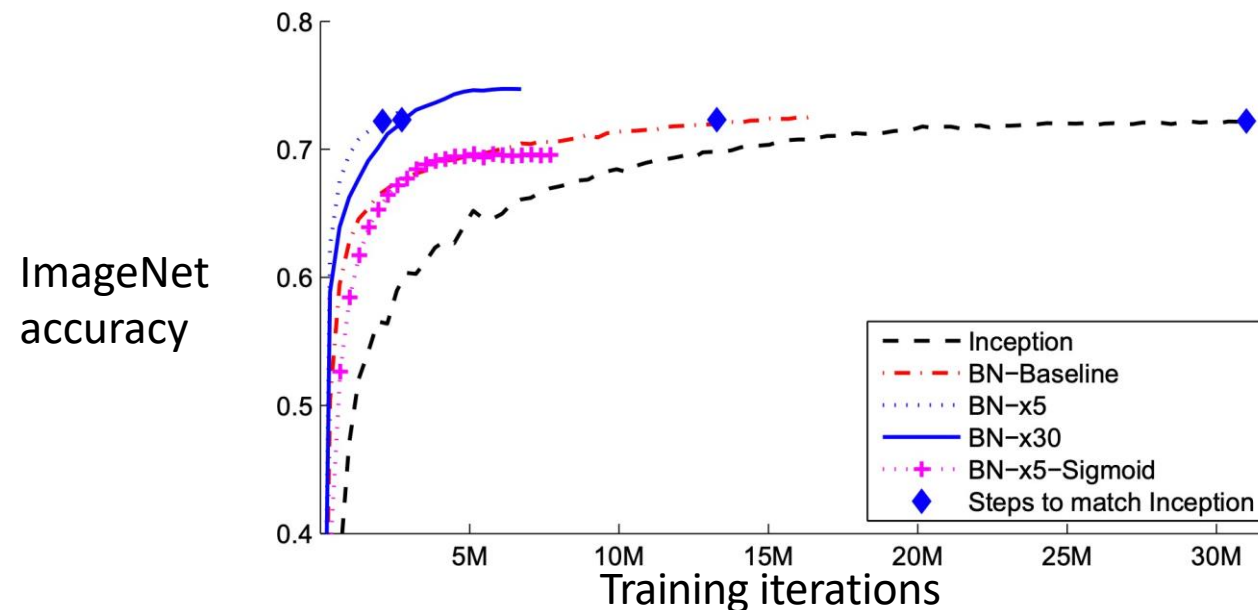 0.8
0.7
0.6
0.5
0.4
ImageNet
accuracy
Inception
BN−Baseline
BN−x5
BN−x30
BN−x5−Sigmoid
Steps to match Inception
5M 10M 15M 20M 25M 30M
Training iterations